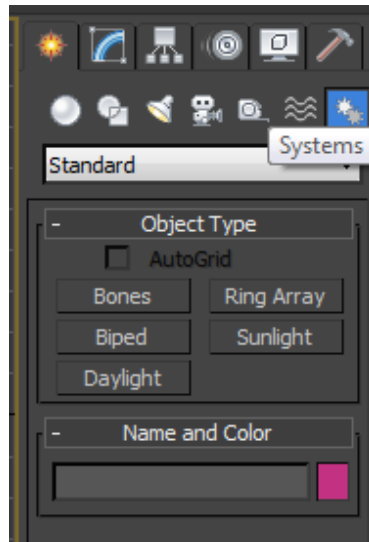 Systems
Standard
- Object Type
AutoGrid
Bones Ring Array
Biped Sunlight
Daylight
- Name and Color